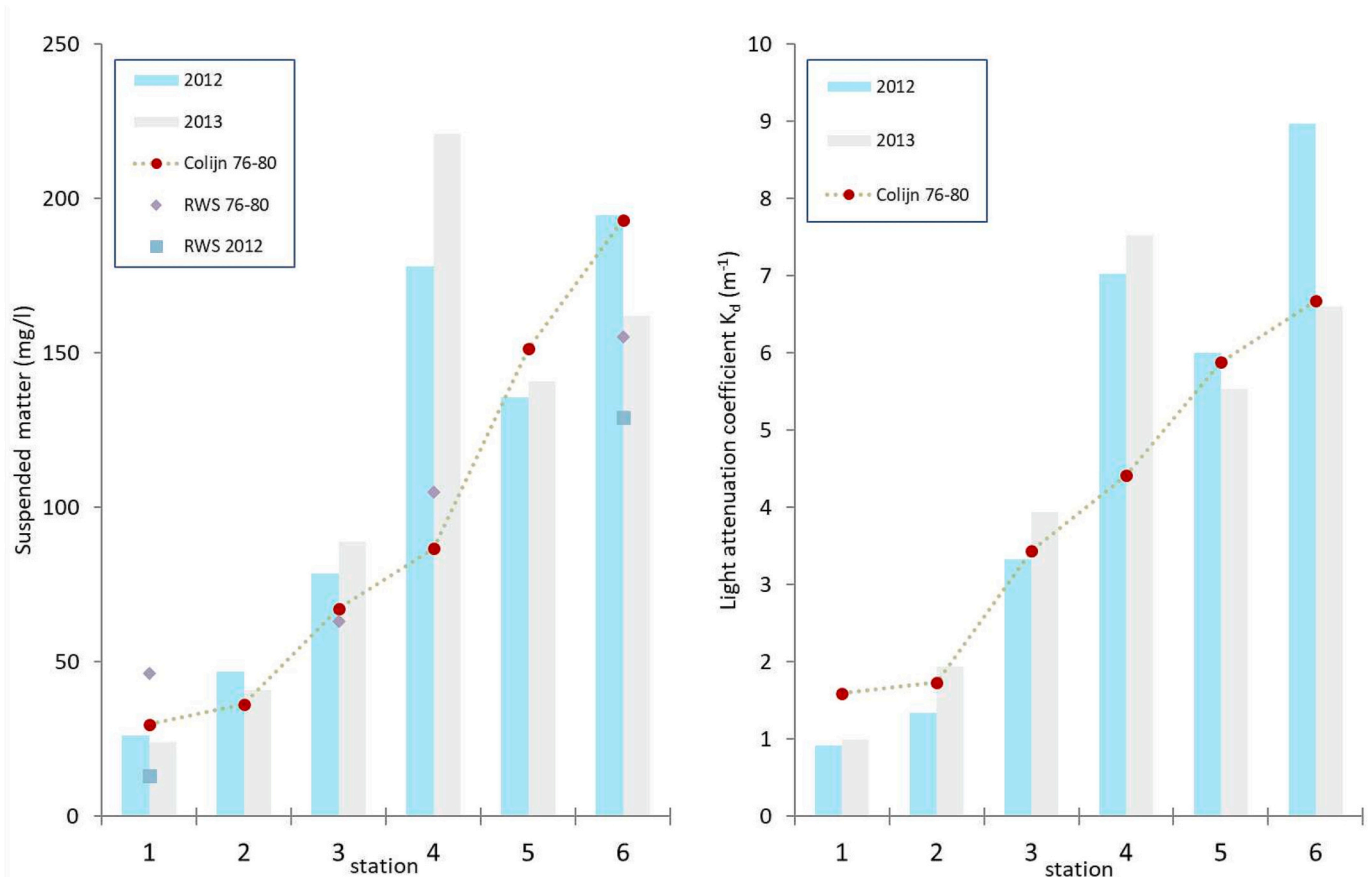 250
200
150
100
50
0
Suspended matter (mg/l)
2012
2013
Colijn 76-80
RWS 76-80
RWS 2012
1 2 3 4 5 6
station
10
9
8
7
6
5
4
3
2
1
0
Light attenuation coefficient Kd (m-1)
2012
2013
Colijn 76-80
1 2 3 4 5 6
station